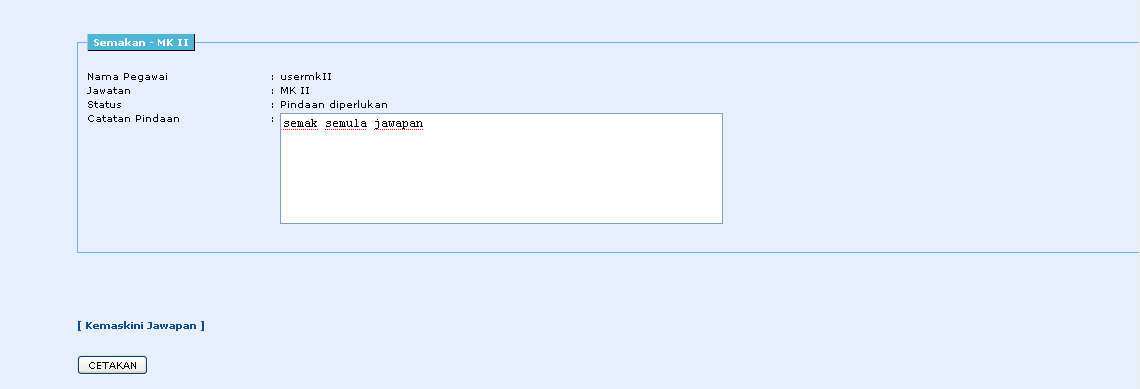 Semakan - MK II
Nama Pegawai : usermkII
Jawatan : MK II
Status : Pindaan diperlukan
Catatan Pindaan : semak semula jawapan
[ Kemaskini Jawapan ]
CETAKAN